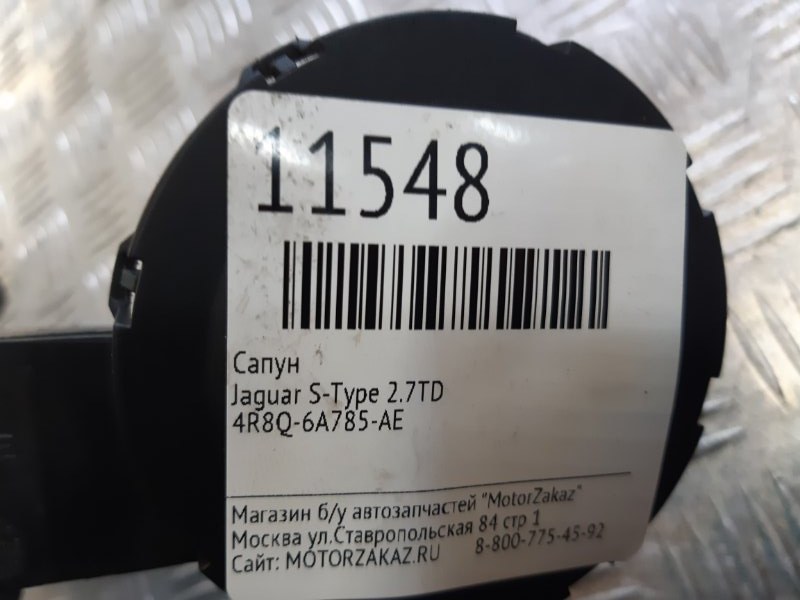 11548
Сапун
Jaguar S-Type 2.7TD
4R8Q-6A785-AE
Магазин б/у автозапчастей "MotorZakaz"
Москва ул.Ставропольская 84 стр 1
Сайт: MOTORZAKAZ.RU 8-800-775-45-92